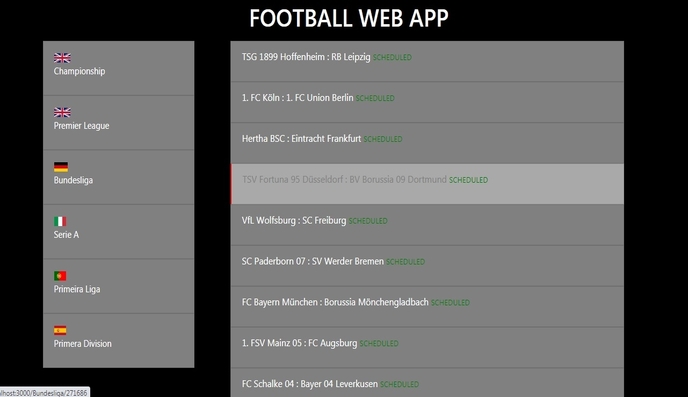 FOOTBALL WEB APP
Championship
Premier League
Bundesliga
Serie A
Primeira Liga
Primera Division
TSG 1899 Hoffenheim : RB Leipzig SCHEDULED
1. FC Köln : 1. FC Union Berlin SCHEDULED
Hertha BSC : Eintracht Frankfurt SCHEDULED
TSV Fortuna 95 Düsseldorf : BV Borussia 09 Dortmund SCHEDULED
VfL Wolfsburg : SC Freiburg SCHEDULED
SC Paderborn 07 : SV Werder Bremen SCHEDULED
FC Bayern München : Borussia Mönchengladbach SCHEDULED
1. FSV Mainz 05 : FC Augsburg SCHEDULED
FC Schalke 04 : Bayer 04 Leverkusen SCHEDULED
lhost:3000/Bundesliga/271686